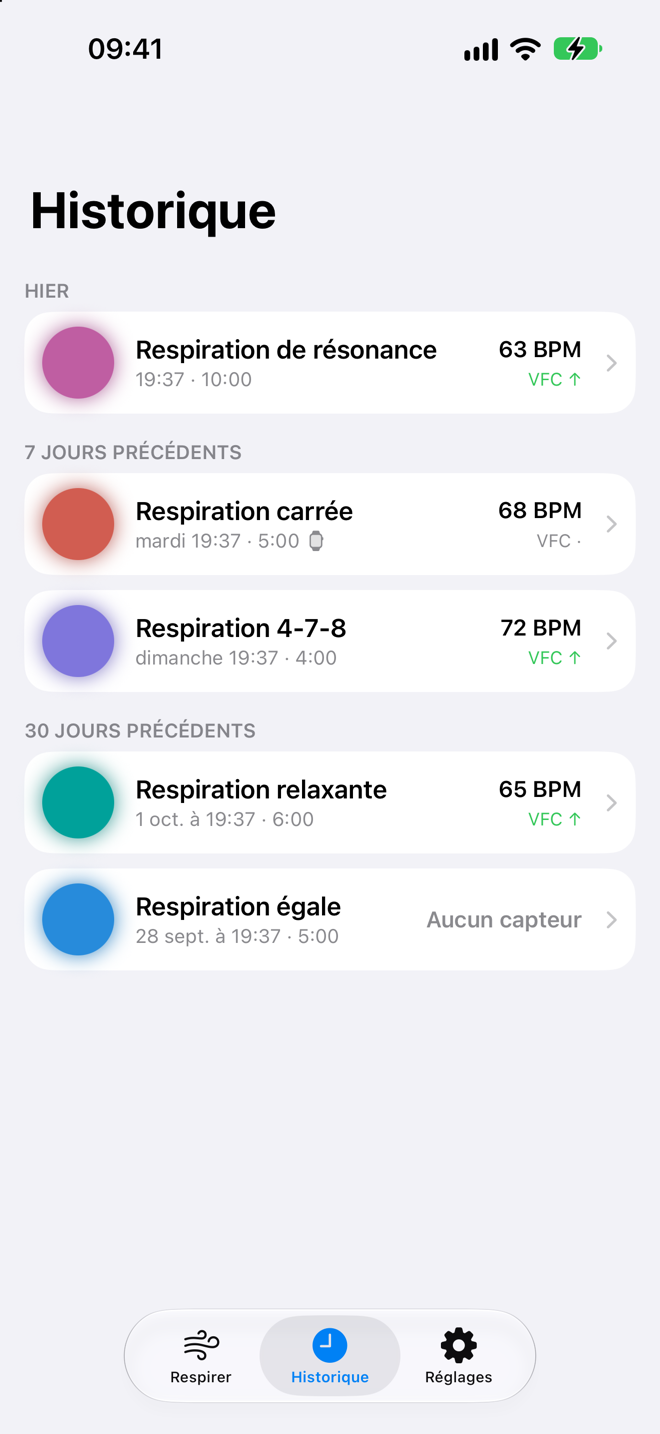 09:41
Historique
HIER
Respiration de résonance
63 BPM
19:37 · 10:00
VFC ↑
7 JOURS PRÉCÉDENTS
Respiration carrée
68 BPM
mardi 19:37 · 5:00
VFC ·
Respiration 4-7-8
72 BPM
dimanche 19:37 · 4:00
VFC ↑
30 JOURS PRÉCÉDENTS
Respiration relaxante
65 BPM
1 oct. à 19:37 · 6:00
VFC ↑
Respiration égale
Aucun capteur
28 sept. à 19:37 · 5:00
Respirer
Historique
Réglages